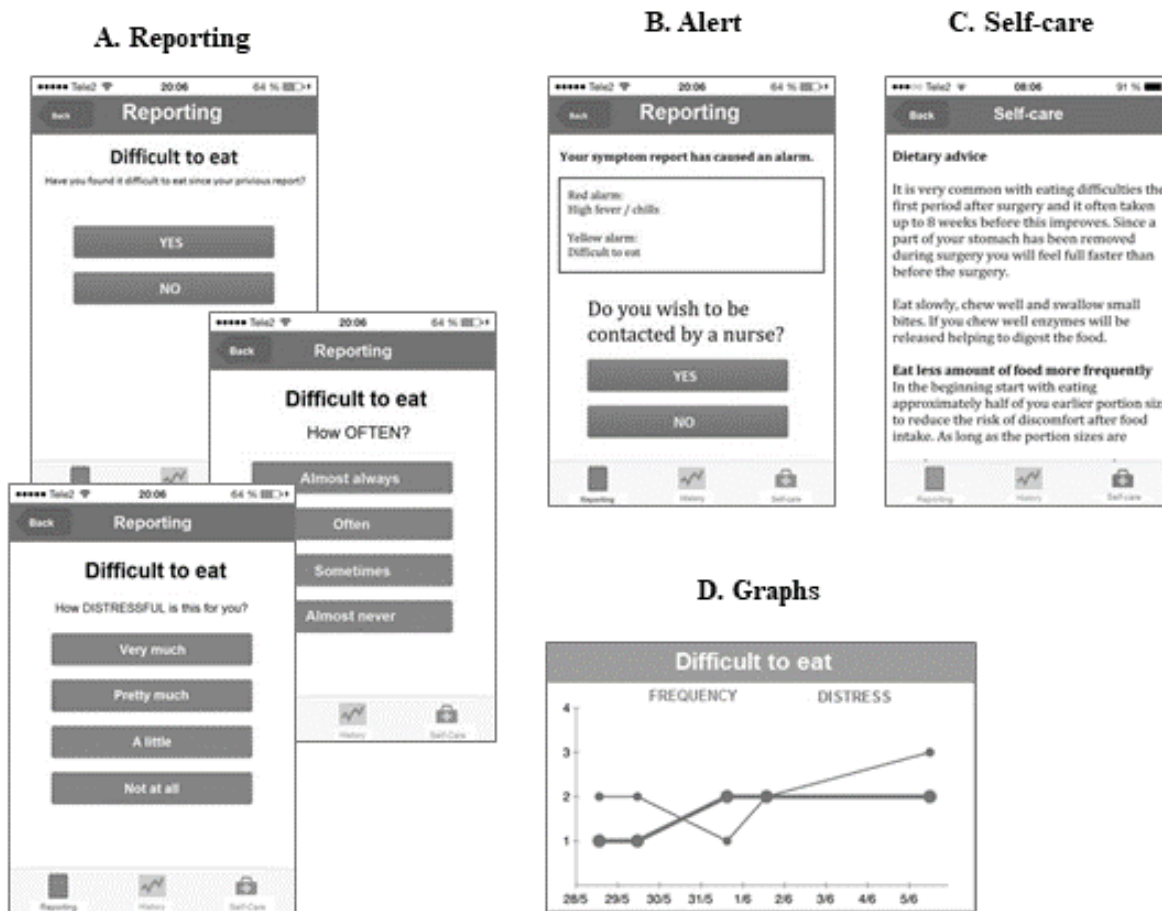 A. Reporting
B. Alert
C. Self-care
Tele2 20:06 64 %
Back Reporting
Difficult to eat
Have you found it difficult to eat since your privious report?
YES
NO
Tele2 20:06 64 %
Back Reporting
Difficult to eat
How OFTEN?
Almost always
Often
Sometimes
Almost never
History Self-Care
Tele2 20:06 64 %
Back Reporting
Difficult to eat
How DISTRESSFUL is this for you?
Very much
Pretty much
A little
Not at all
Reporting History Self-Care
Tele2 20:06 64 %
Back Reporting
Your symptom report has caused an alarm.
Red alarm:
High fever / chills
Yellow alarm:
Difficult to eat
Do you wish to be
contacted by a nurse?
YES
NO
Reporting History Self-care
Tele2 08:06 91 %
Back Self-care
Dietary advice
It is very common with eating difficulties the
first period after surgery and it often taken
up to 8 weeks before this improves. Since a
part of your stomach has been removed
during surgery you will feel full faster than
before the surgery.
Eat slowly, chew well and swallow small
bites. If you chew well enzymes will be
released helping to digest the food.
Eat less amount of food more frequently
In the beginning start with eating
approximately half of you earlier portion siz
to reduce the risk of discomfort after food
intake. As long as the portion sizes are
Reporting History Self-care
D. Graphs
Difficult to eat
FREQUENCY DISTRESS
4
3
2
1
28/5 29/5 30/5 31/5 1/6 2/6 3/6 4/6 5/6